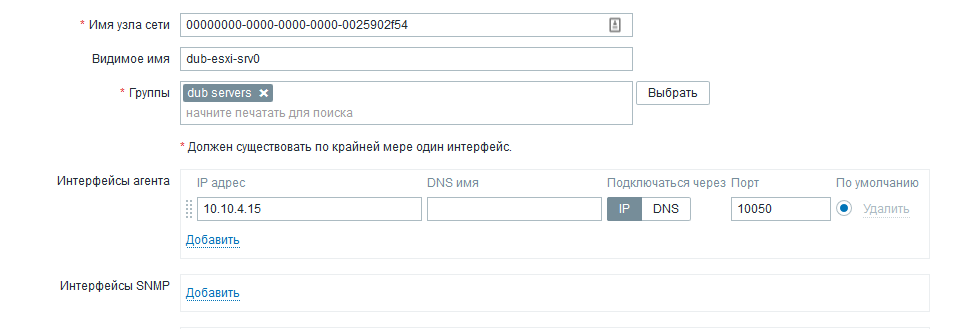 * Имя узла сети 00000000-0000-0000-0000-0025902f54
Видимое имя dub-esxi-srv0
* Группы dub servers × Выбрать
начните печатать для поиска
* Должен существовать по крайней мере один интерфейс.
Интерфейсы агента IP адрес DNS имя Подключаться через Порт По умолчанию
10.10.4.15 IP DNS 10050 Удалить
Добавить
Интерфейсы SNMP Добавить